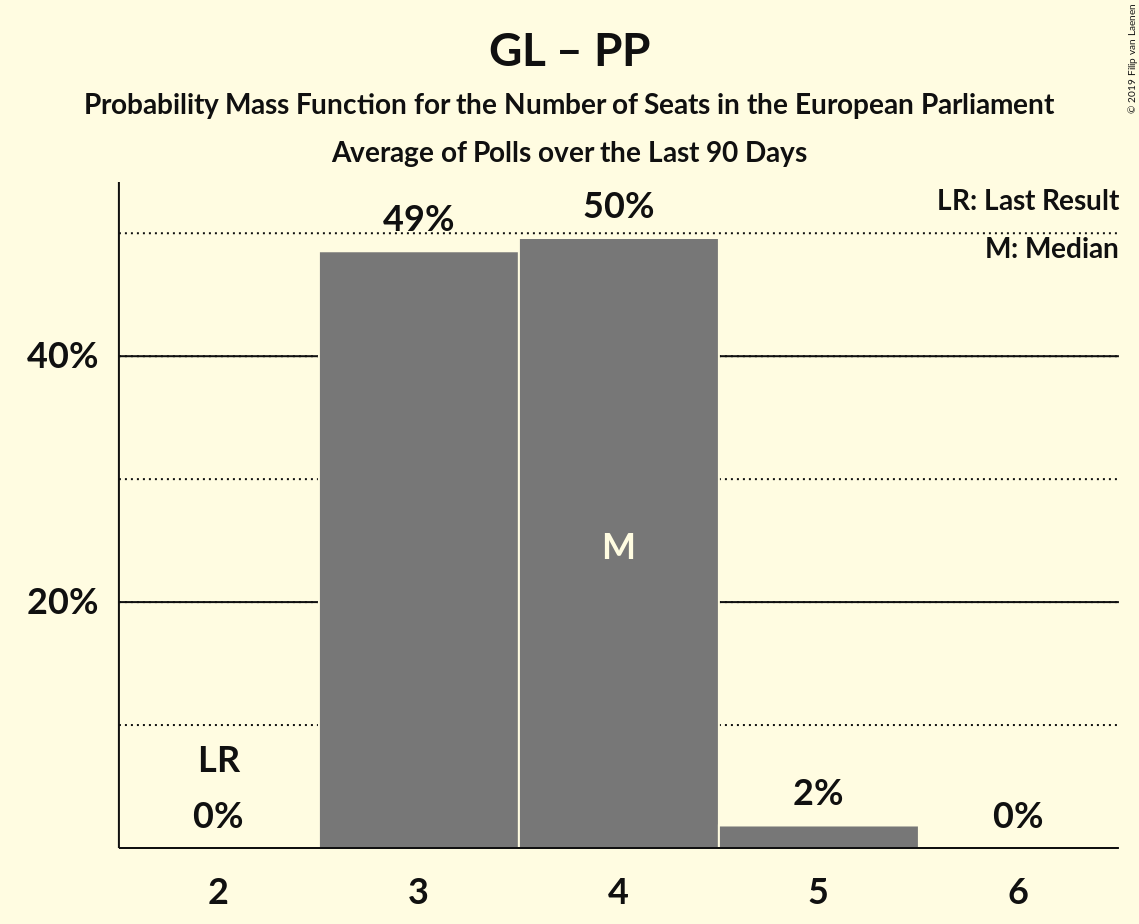 GL – PP
Probability Mass Function for the Number of Seats in the European Parliament
Average of Polls over the Last 90 Days
© 2019 Filip van Laenen
LR: Last Result
M: Median
49%
50%
40%
M
20%
LR
0%
2%
0%
2
3
4
5
6